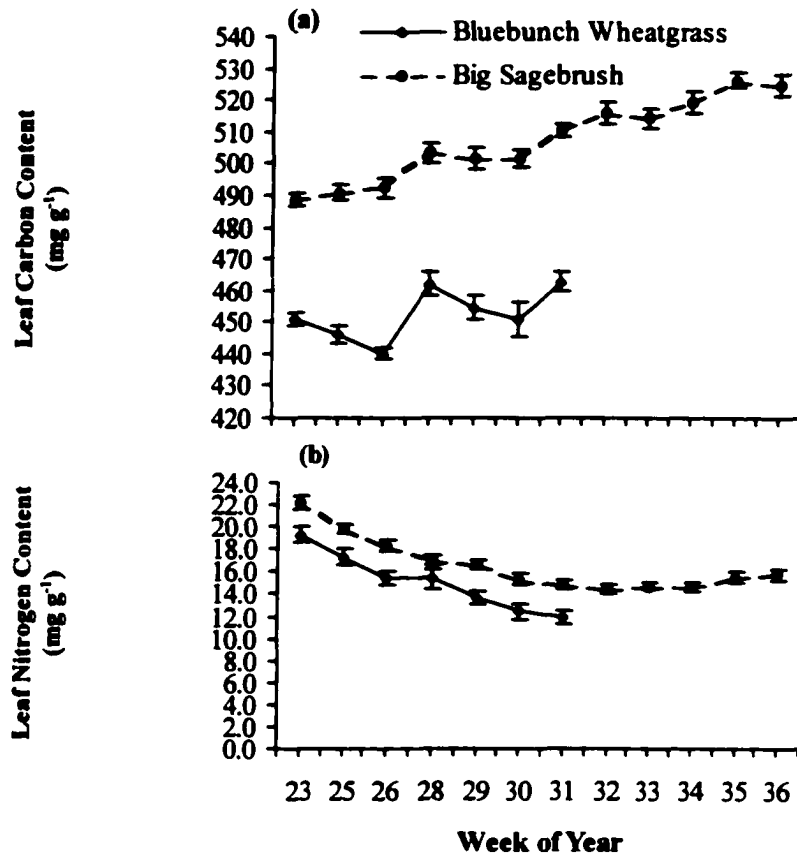 (a)
Bluebunch Wheatgrass
Big Sagebrush
540
530
520
510
500
490
480
470
460
450
440
430
420
Leaf Carbon Content
(mg g⁻¹)
(b)
24.0
22.0
20.0
18.0
16.0
14.0
12.0
10.0
8.0
6.0
4.0
2.0
0.0
Leaf Nitrogen Content
(mg g⁻¹)
23 25 26 28 29 30 31 32 33 34 35 36
Week of Year